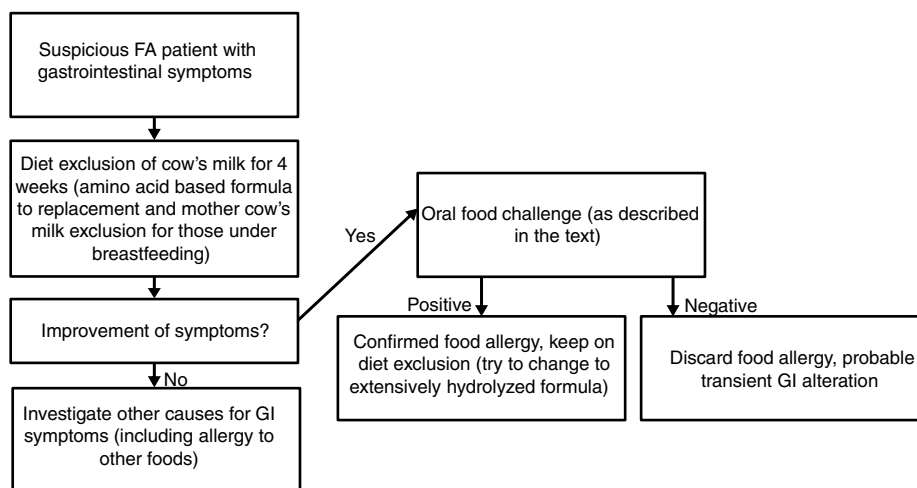 Suspicious FA patient with
gastrointestinal symptoms
Diet exclusion of cow's milk for 4
weeks (amino acid based formula
to replacement and mother cow's
milk exclusion for those under
breastfeeding)
Improvement of symptoms?
No
Investigate other causes for GI
symptoms (including allergy to
other foods)
Yes
Oral food challenge (as described
in the text)
Positive
Confirmed food allergy, keep on
diet exclusion (try to change to
extensively hydrolyzed formula)
Negative
Discard food allergy, probable
transient GI alteration